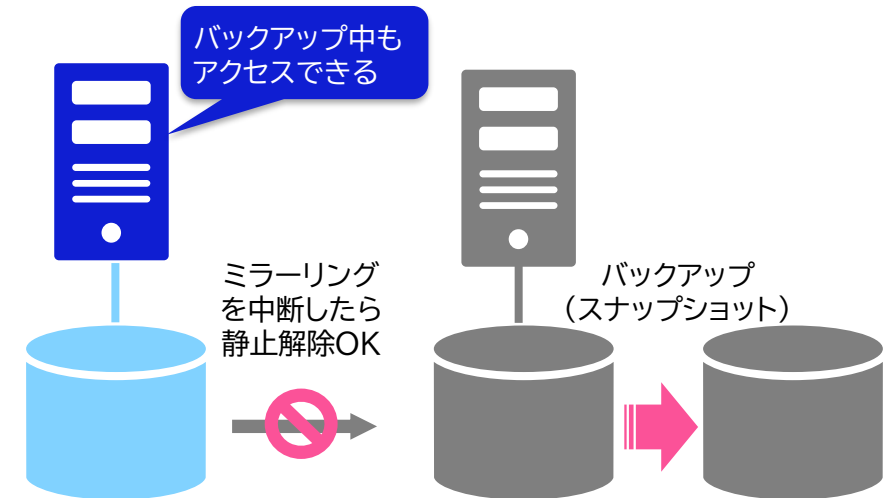 バックアップ中も
アクセスできる
ミラーリング
を中断したら
静止解除OK
バックアップ
（スナップショット）